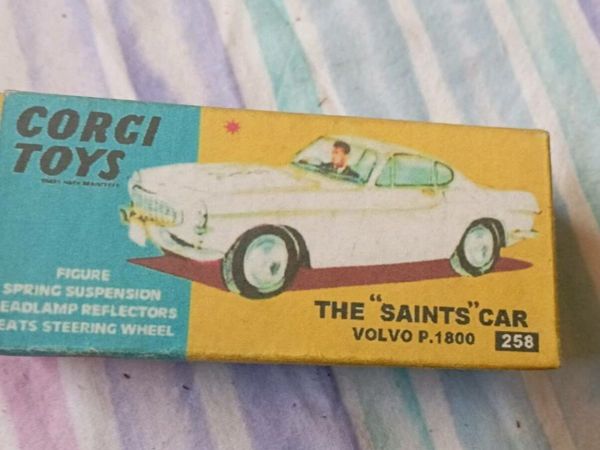 CORGI
TOYS
FIGURE
SPRING SUSPENSION
EADLAMP REFLECTORS
EATS STEERING WHEEL
THE "SAINTS" CAR
VOLVO P.1800 258